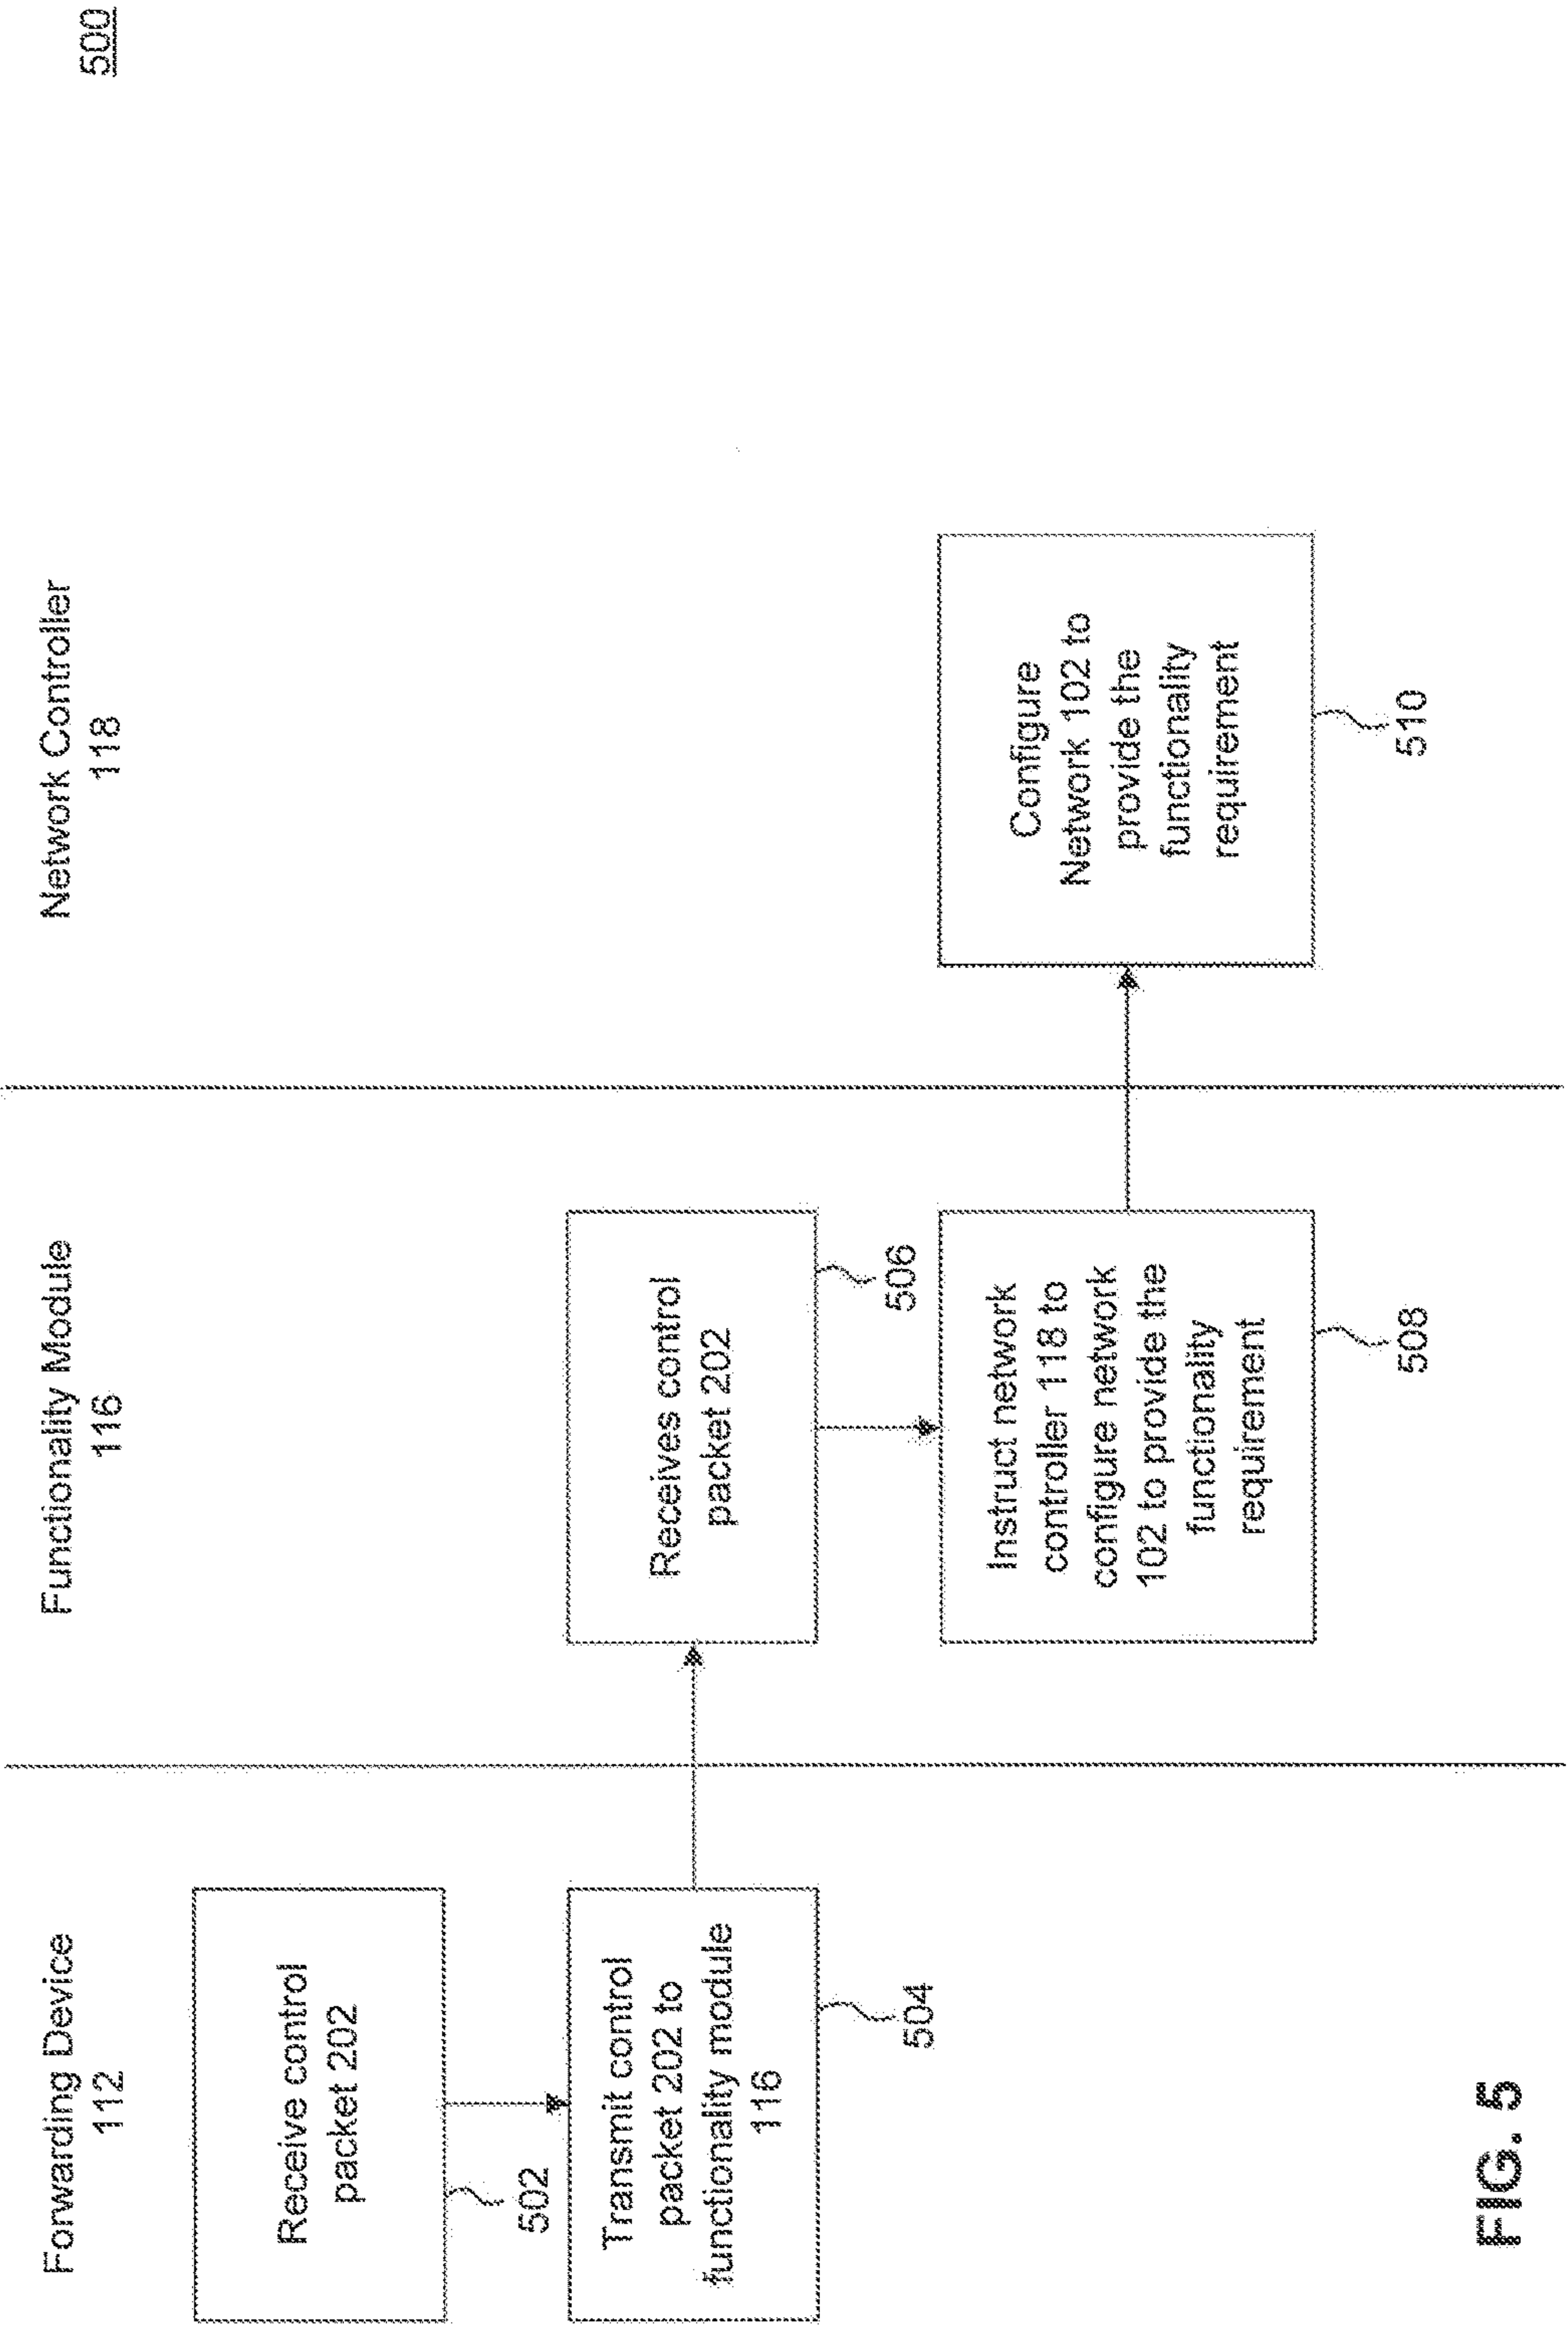 500
Forwarding Device
112
Functionality Module
116
Network Controller
118
Receive control
packet 202
502
Transmit control
packet 202 to
functionality module
116
504
Receives control
packet 202
506
Instruct network
controller 118 to
configure network
102 to provide the
functionality
requirement
508
Configure
Network 102 to
provide the
functionality
requirement
510
FIG. 5